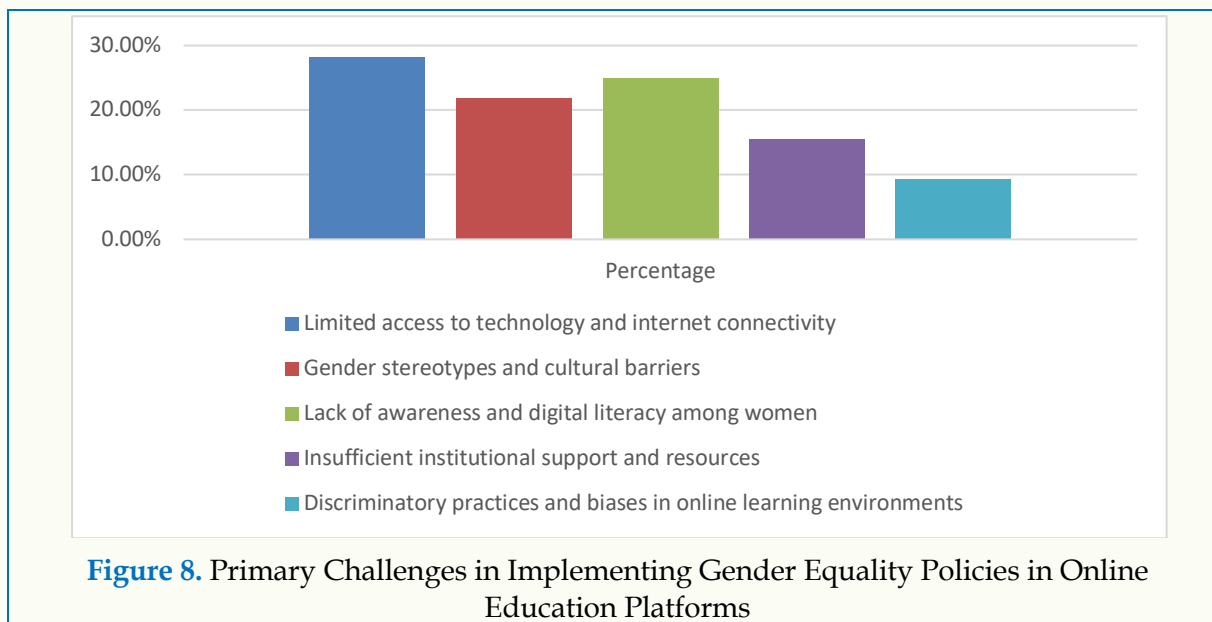 30.00%
20.00%
10.00%
0.00%
Percentage
Limited access to technology and internet connectivity
Gender stereotypes and cultural barriers
Lack of awareness and digital literacy among women
Insufficient institutional support and resources
Discriminatory practices and biases in online learning environments
Figure 8. Primary Challenges in Implementing Gender Equality Policies in Online
Education Platforms